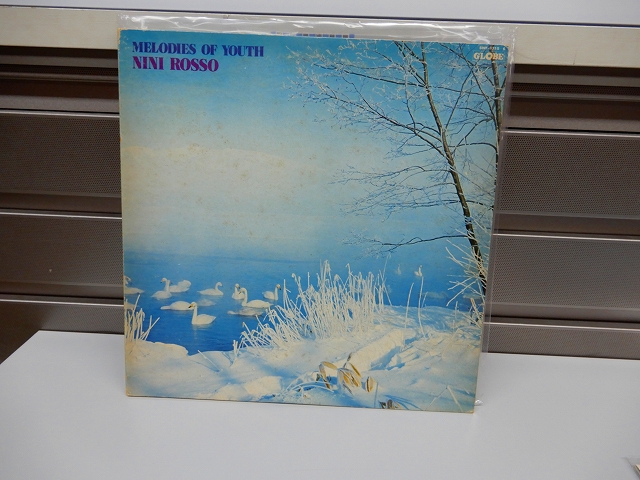 MELODIES OF YOUTH
NINI ROSSO
GLOBE